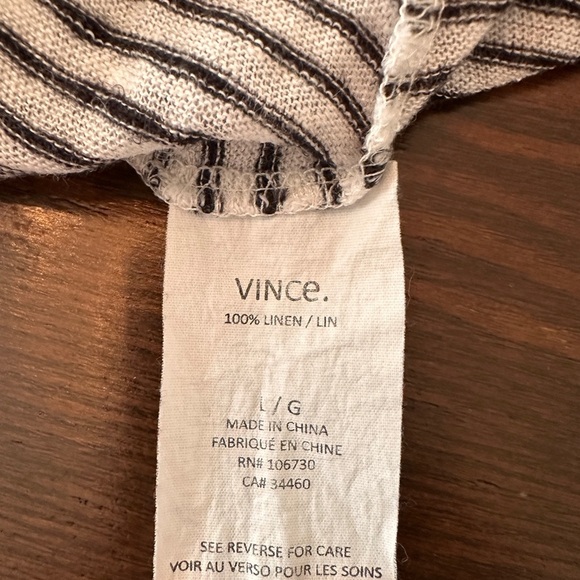 VINCe.
100% LINEN / LIN
L / G
MADE IN CHINA
FABRIQUÉ EN CHINE
RN# 106730
CA# 34460
SEE REVERSE FOR CARE
VOIR AU VERSO POUR LES SOINS